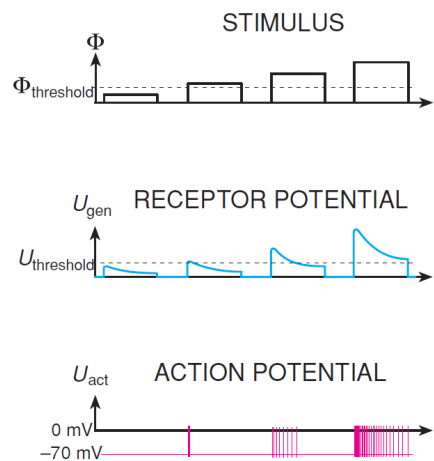 STIMULUS
Φ
Φthreshold
Ugen RECEPTOR POTENTIAL
Uthreshold
Uact ACTION POTENTIAL
0 mV
–70 mV